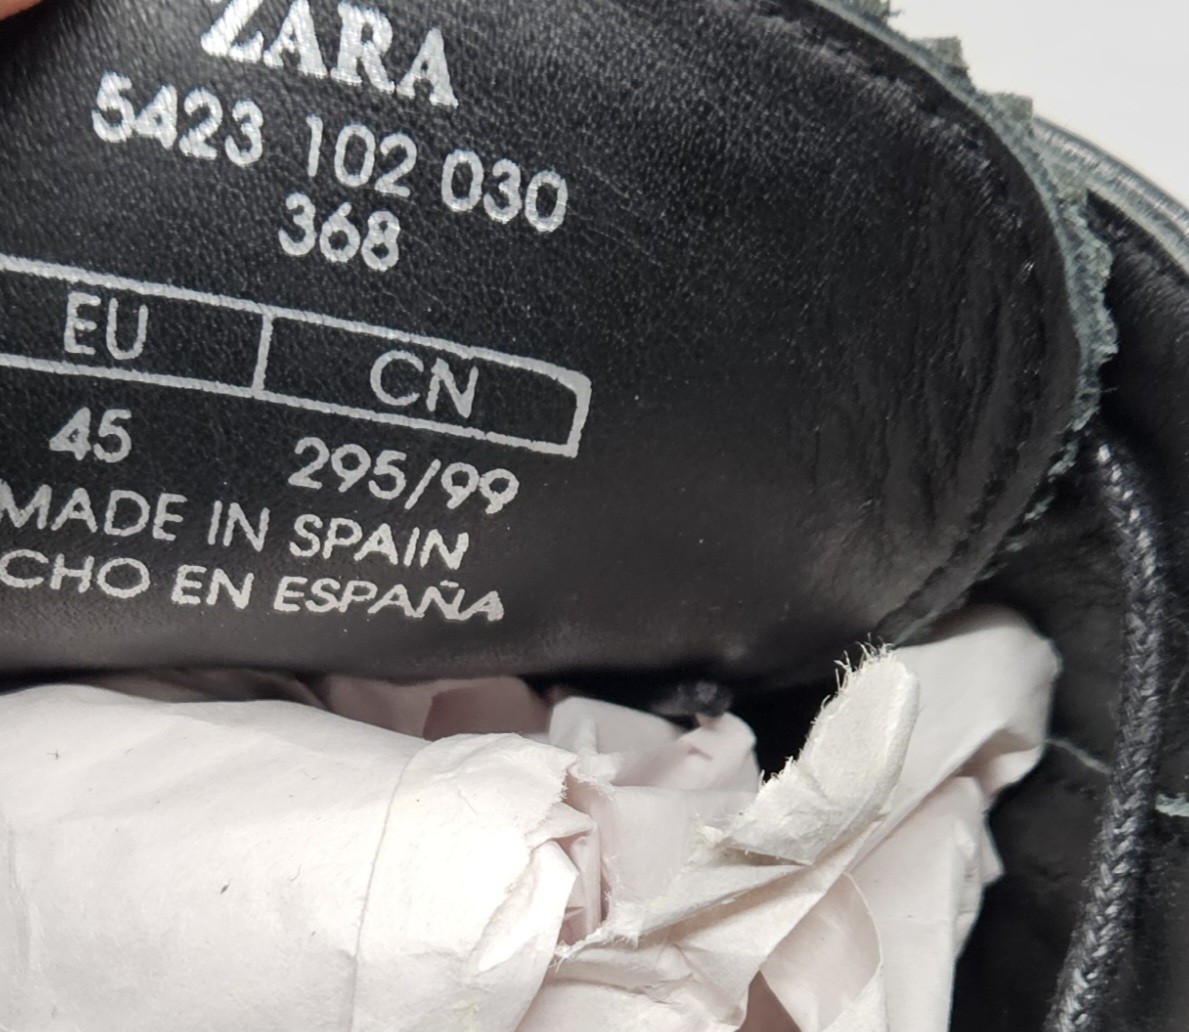 ZARA
5423 102 030
368
EU CN
45 295/99
MADE IN SPAIN
CHO EN ESPAÑA